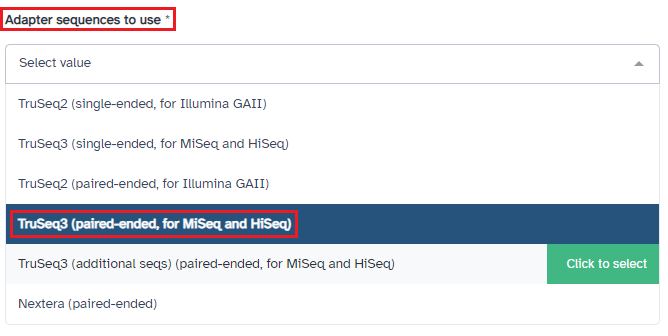 Adapter sequences to use *
Select value
TruSeq2 (single-ended, for Illumina GAII)
TruSeq3 (single-ended, for MiSeq and HiSeq)
TruSeq2 (paired-ended, for Illumina GAII)
TruSeq3 (paired-ended, for MiSeq and HiSeq)
TruSeq3 (additional seqs) (paired-ended, for MiSeq and HiSeq) Click to select
Nextera (paired-ended)